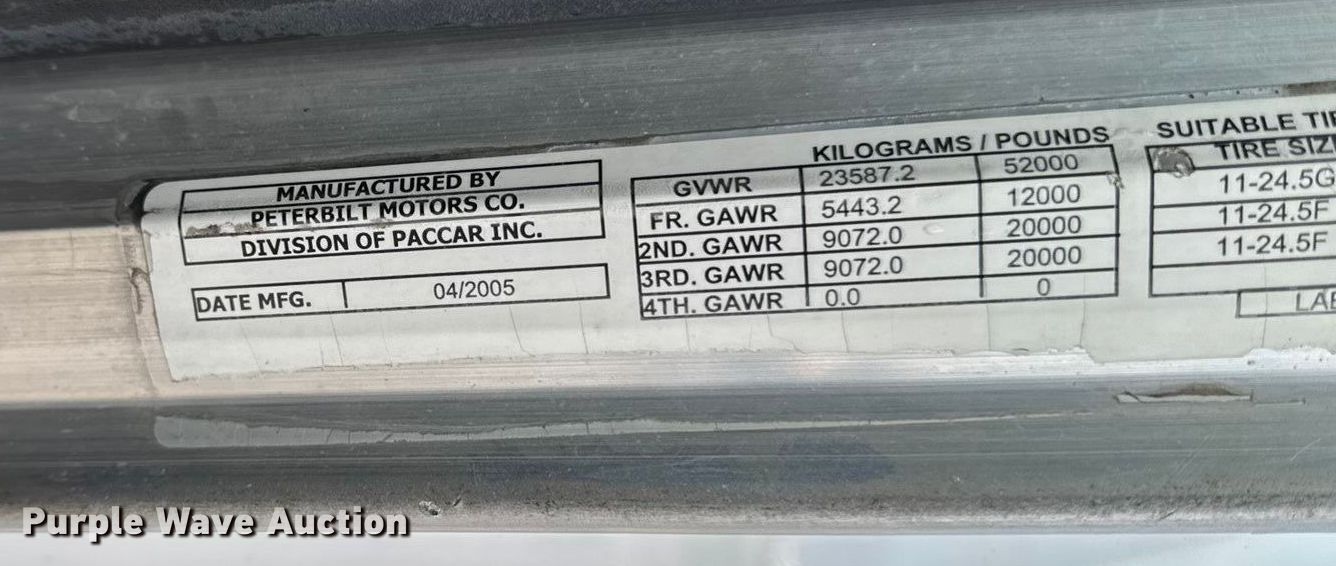 MANUFACTURED BY
PETERBILT MOTORS CO.
DIVISION OF PACCAR INC.
DATE MFG. 04/2005
KILOGRAMS / POUNDS
GVWR 23587.2 52000
FR. GAWR 5443.2 12000
2ND. GAWR 9072.0 20000
3RD. GAWR 9072.0 20000
4TH. GAWR 0.0 0
SUITABLE
TIRE
11-24.5G
11-24.5F
11-24.5F
Purple Wave Auction